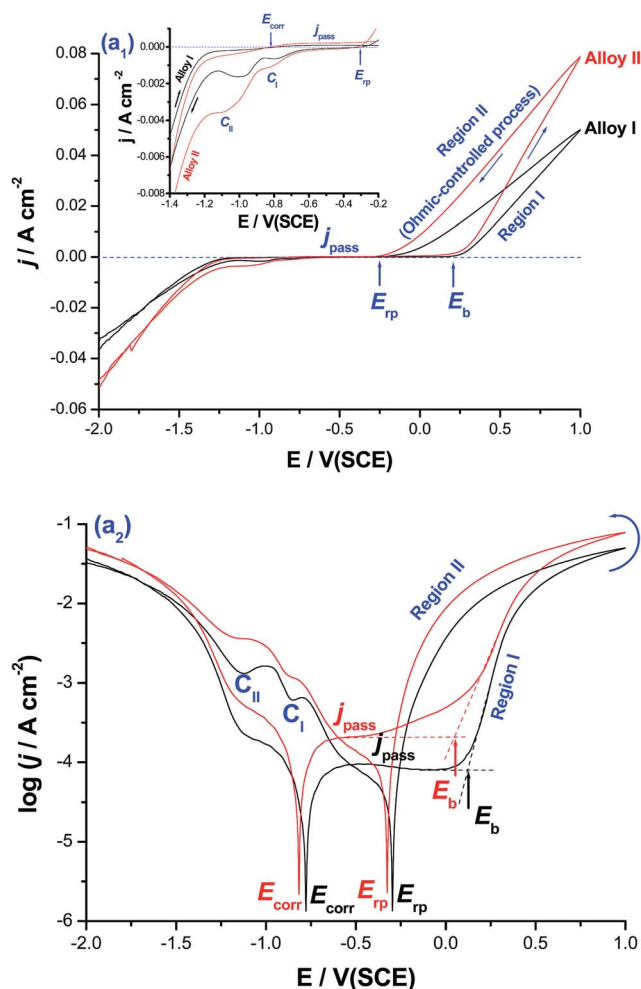 (a1)
Ecorr
jpass
0.000
-0.002
-0.004
-0.006
-0.008
j / A cm-2
Alloy I
CI
CII
Alloy II
Erp
-1.4 -1.2 -1.0 -0.8 -0.6 -0.4 -0.2
E / V(SCE)
0.08
0.06
0.04
0.02
0.00
-0.02
-0.04
-0.06
j / A cm-2
Alloy II
Alloy I
Region II
(Ohmic-controlled process)
Region I
jpass
Erp
Eb
-2.0 -1.5 -1.0 -0.5 0.0 0.5 1.0
E / V(SCE)
(a2)
-1
-2
-3
-4
-5
-6
log (j / A cm-2)
Region II
Region I
CII
CI
jpass
jpass
Eb
Eb
Ecorr
Ecorr
Erp
Erp
-2.0 -1.5 -1.0 -0.5 0.0 0.5 1.0
E / V(SCE)